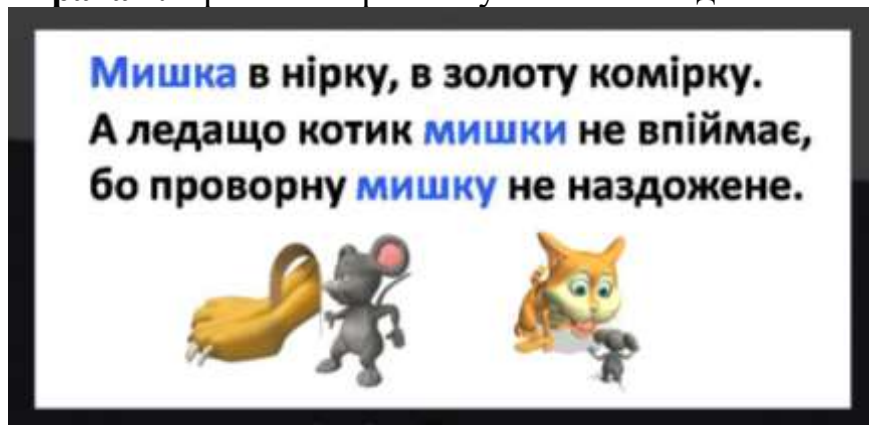 Мишка в нірку, в золоту комірку.
А ледащо котик мишки не впіймає,
бо проворну мишку не наздожене.